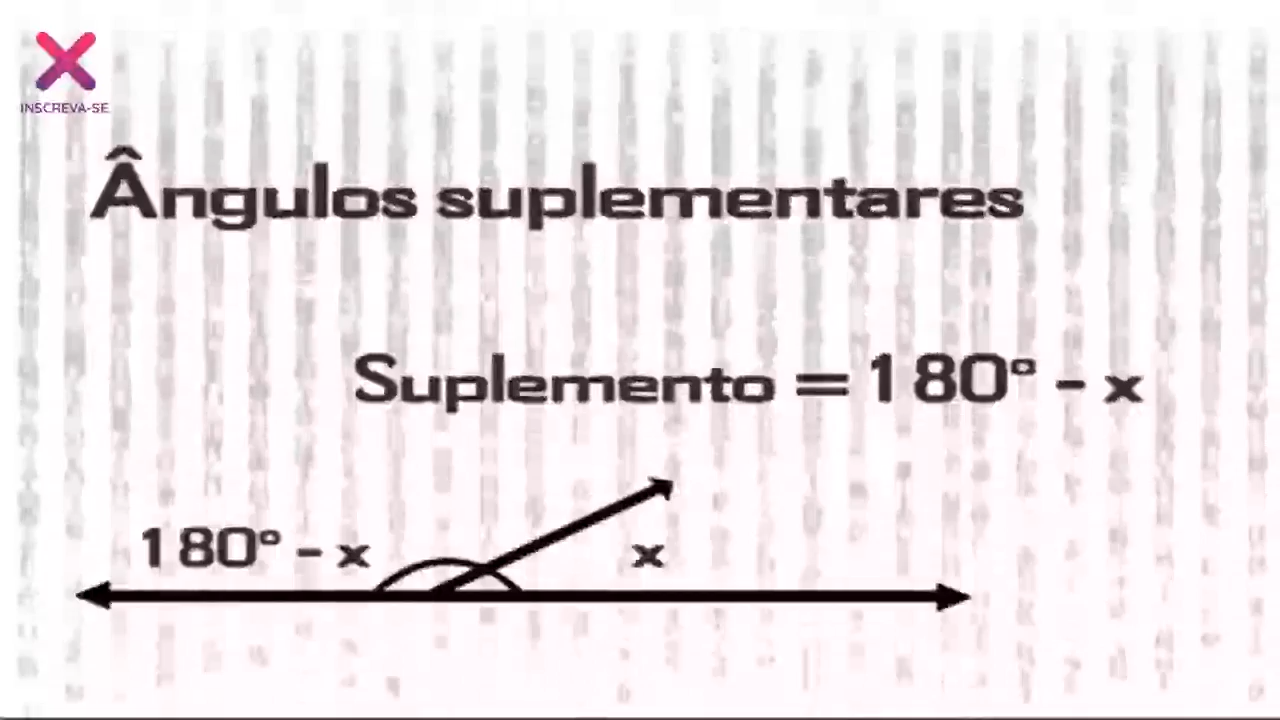 INSCREVA-SE
Ângulos suplementares
Suplemento = 180° - x
180° - x
x